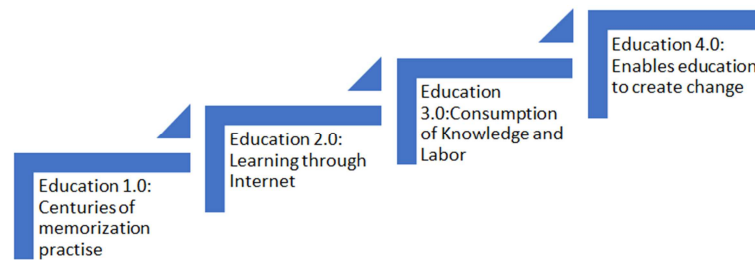 Education 1.0:
Centuries of
memorization
practise
Education 2.0:
Learning through
Internet
Education
3.0:Consumption
of Knowledge and
Labor
Education 4.0:
Enables education
to create change